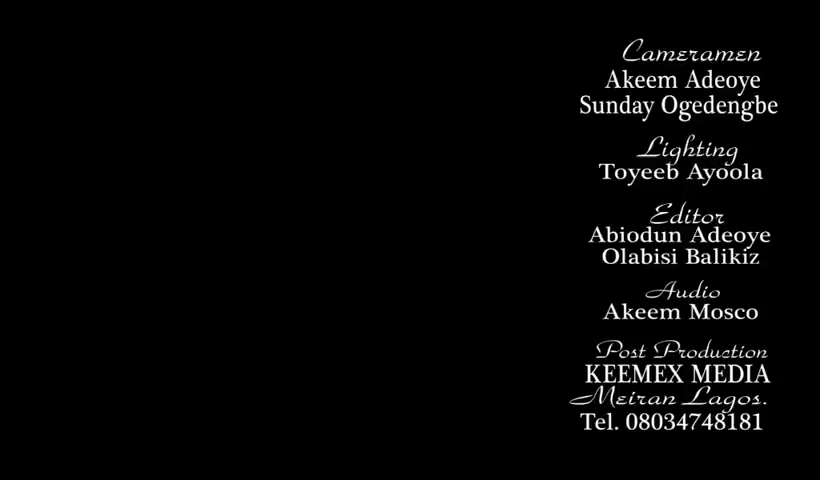 Cameramen
Akeem Adeoye
Sunday Ogedengbe
Lighting
Toyeeb Ayoola
Editor
Abiodun Adeoye
Olabisi Balikiz
Audio
Akeem Mosco
Post Production
KEEMEX MEDIA
Meiran Lagos.
Tel. 08034748181